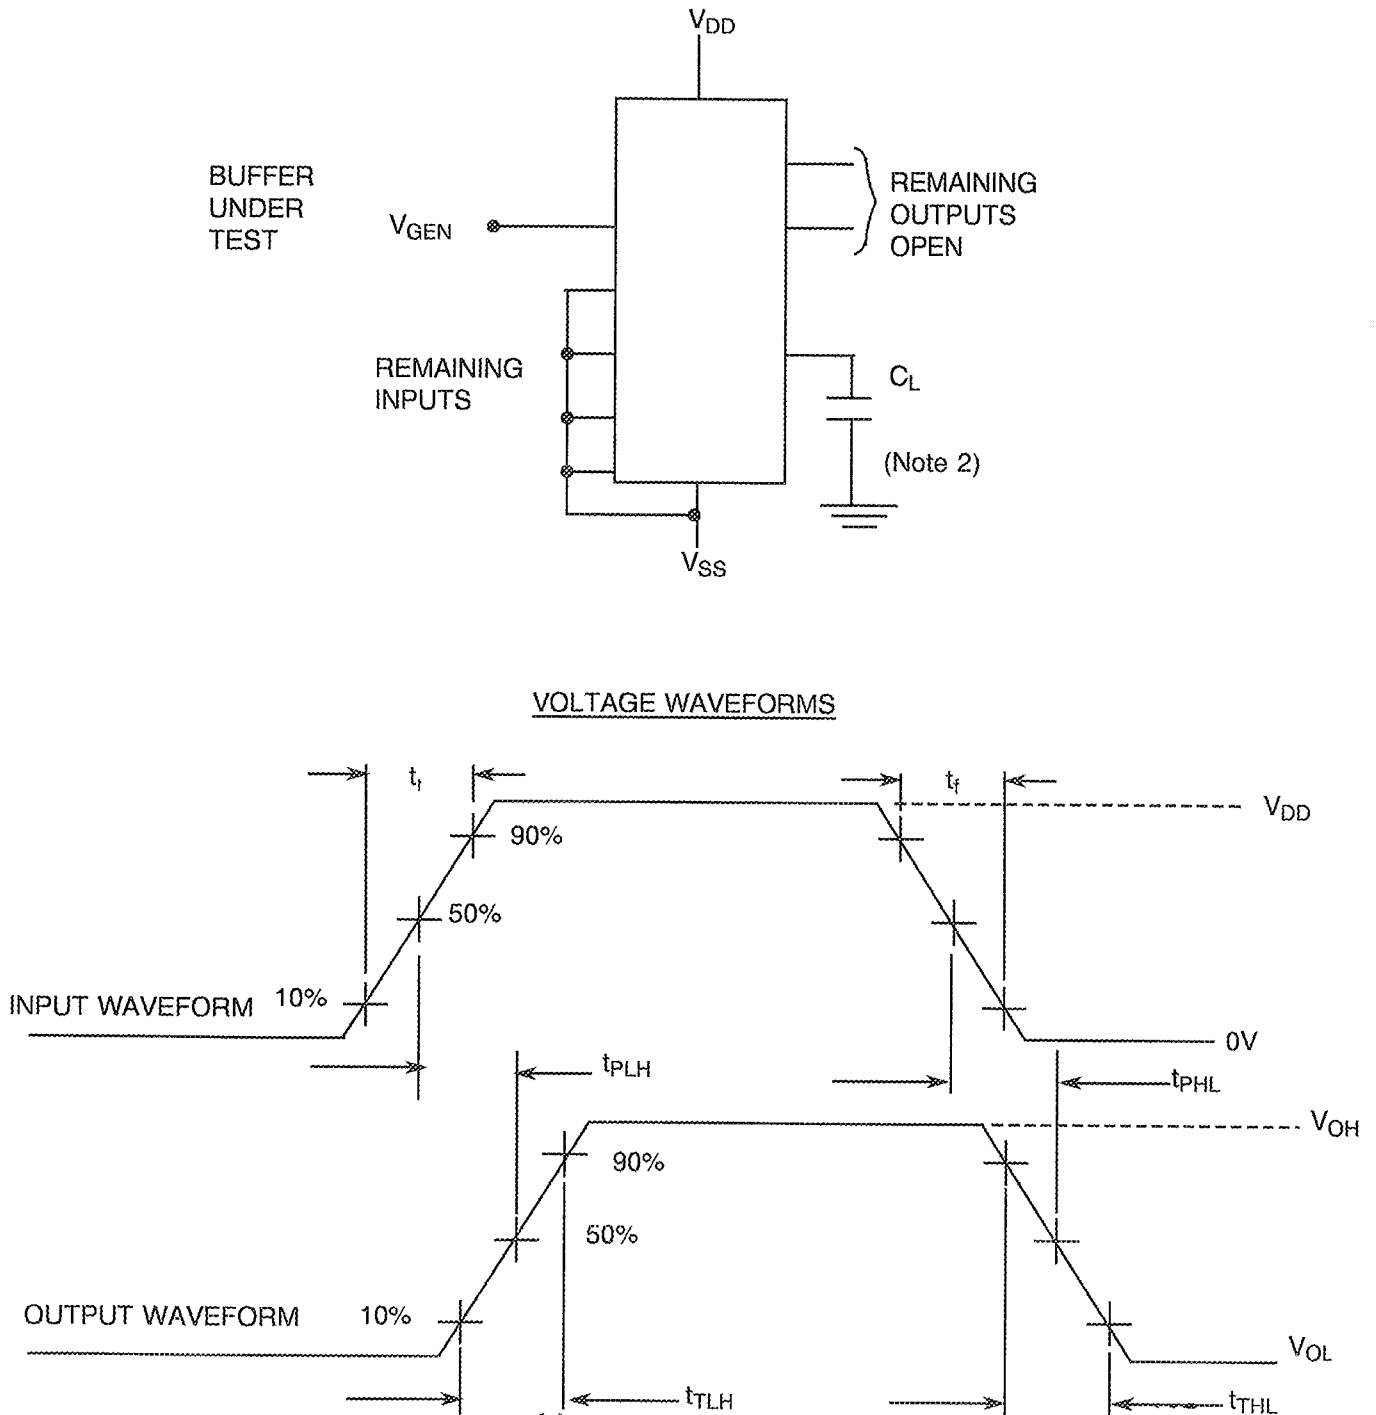 VDD
BUFFER
UNDER
TEST
VGEN
REMAINING
OUTPUTS
OPEN
REMAINING
INPUTS
CL
(Note 2)
VSS
VOLTAGE WAVEFORMS
tr
tf
VDD
90%
50%
INPUT WAVEFORM
10%
0V
tPLH
tPHL
VOH
90%
50%
OUTPUT WAVEFORM
10%
VOL
tTLH
tTHL